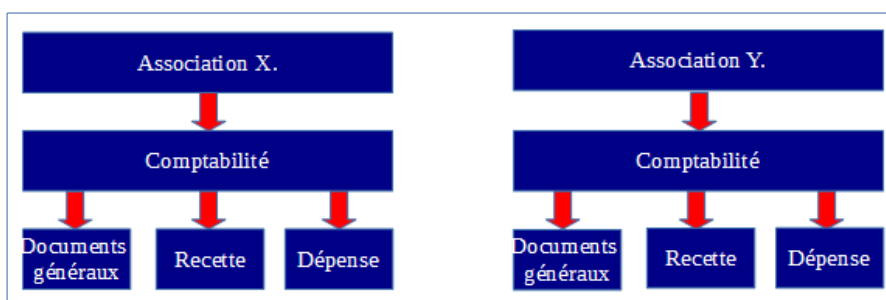 Association X.
Comptabilité
Documents
généraux
Recette
Dépense
Association Y.
Comptabilité
Documents
généraux
Recette
Dépense